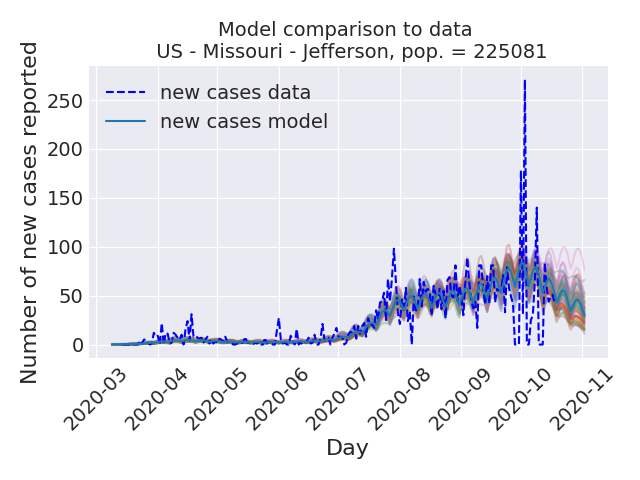 Model comparison to data
US - Missouri - Jefferson, pop. = 225081
Number of new cases reported
250
200
150
100
50
0
new cases data
new cases model
2020-03
2020-04
2020-05
2020-06
2020-07
2020-08
2020-09
2020-10
2020-11
Day